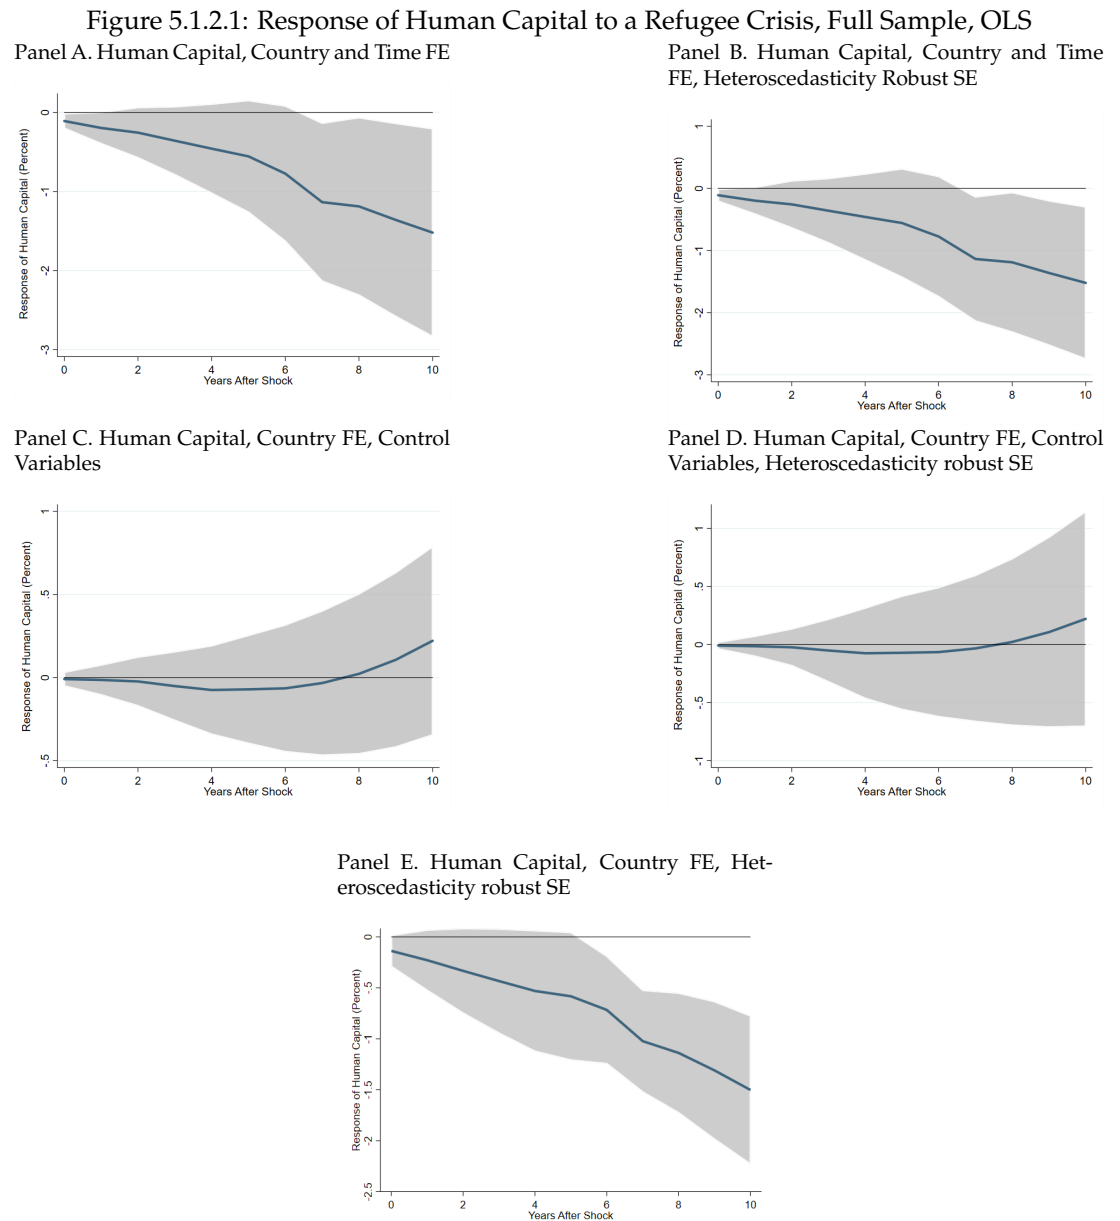 Figure 5.1.2.1: Response of Human Capital to a Refugee Crisis, Full Sample, OLS
Panel A. Human Capital, Country and Time FE
Response of Human Capital (Percent)
0
-1
-2
-3
0 2 4 6 8 10
Years After Shock
Panel B. Human Capital, Country and Time
FE, Heteroscedasticity Robust SE
Response of Human Capital (Percent)
1
0
-1
-2
-3
0 2 4 6 8 10
Years After Shock
Panel C. Human Capital, Country FE, Control
Variables
Response of Human Capital (Percent)
1
.5
0
-.5
0 2 4 6 8 10
Years After Shock
Panel D. Human Capital, Country FE, Control
Variables, Heteroscedasticity robust SE
Response of Human Capital (Percent)
1
.5
0
-.5
-1
0 2 4 6 8 10
Years After Shock
Panel E. Human Capital, Country FE, Het-
eroscedasticity robust SE
Response of Human Capital (Percent)
0
-.5
-1
-1.5
-2
-2.5
0 2 4 6 8 10
Years After Shock